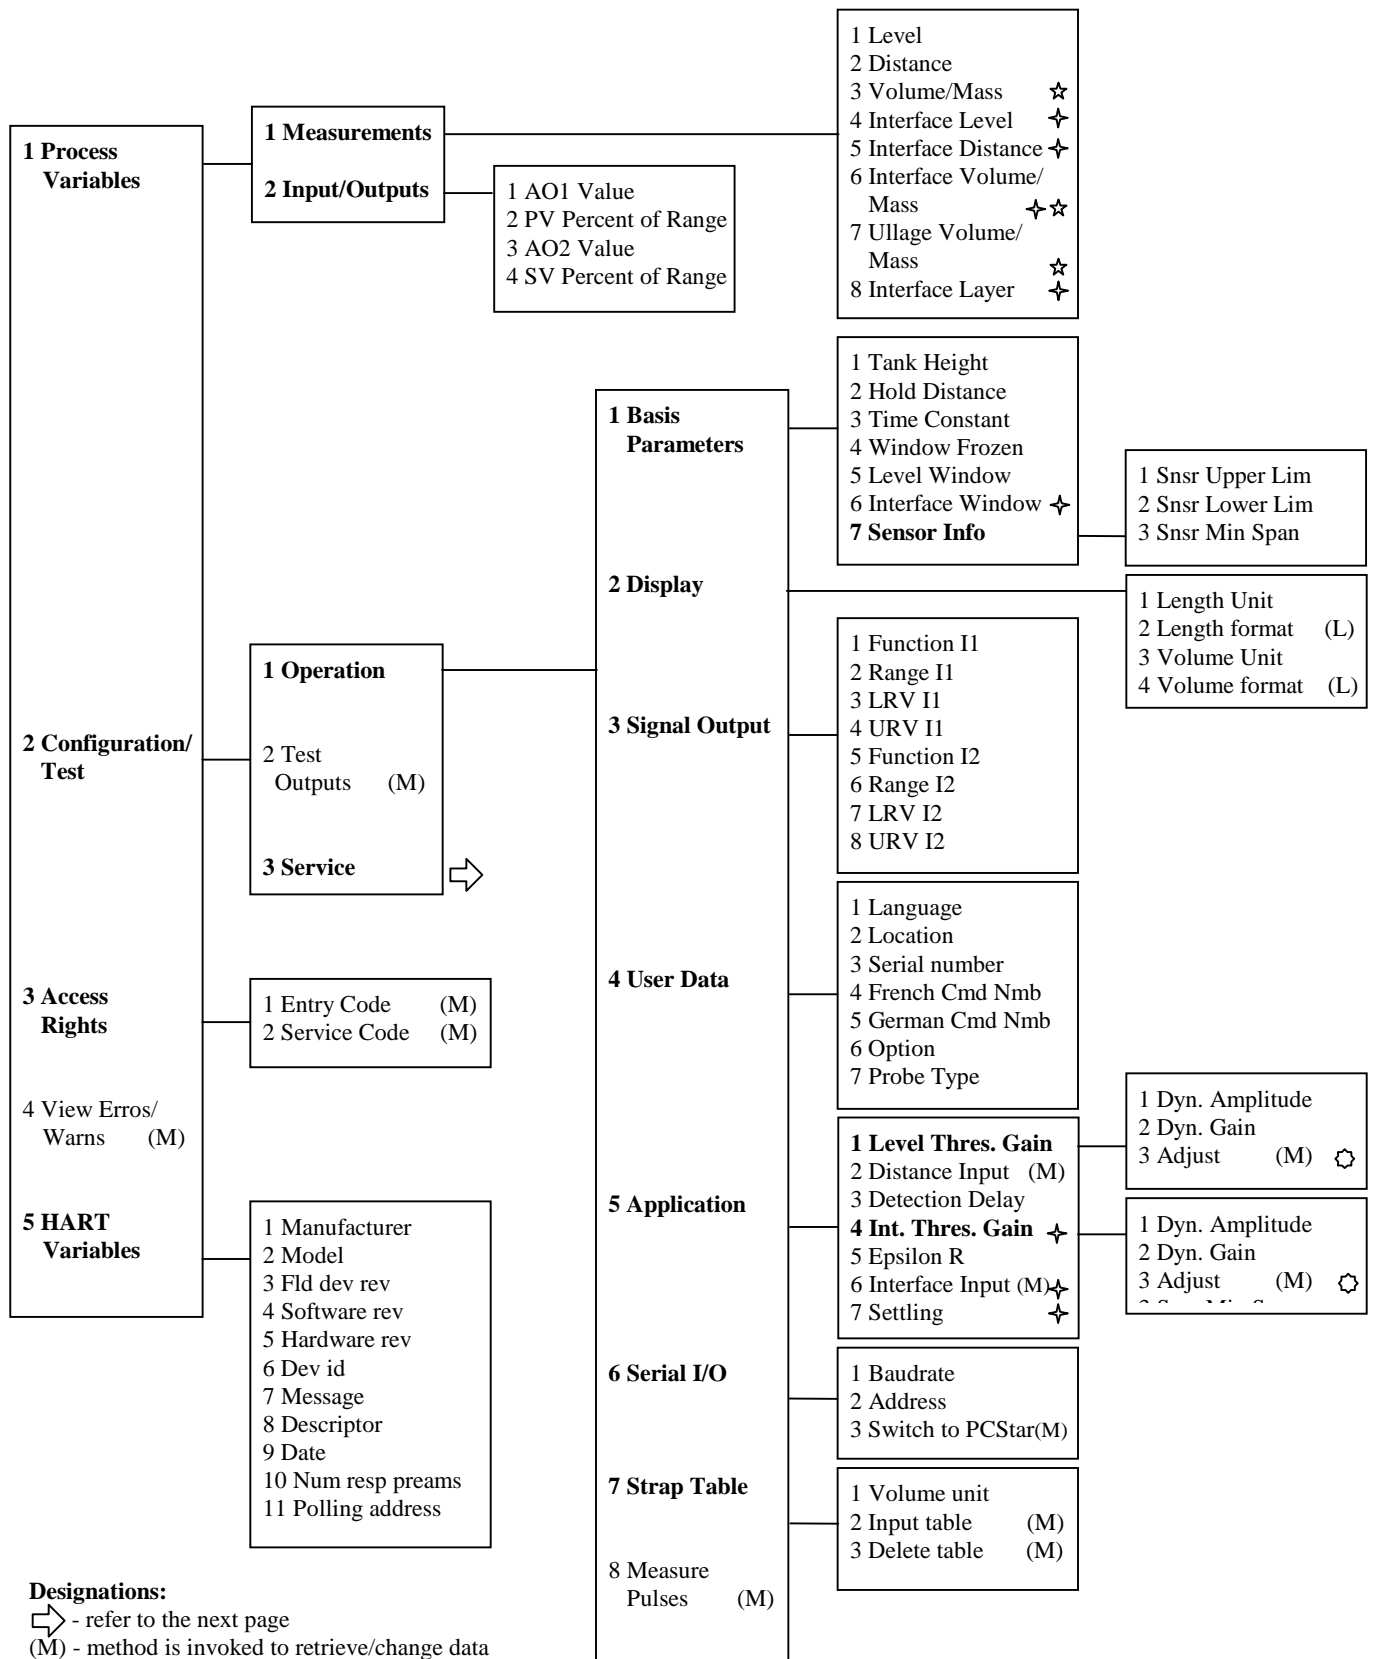 1 Process
Variables
2 Configuration/
Test
3 Access
Rights
4 View Erros/
Warns (M)
5 HART
Variables
1 Measurements
2 Input/Outputs
1 AO1 Value
2 PV Percent of Range
3 AO2 Value
4 SV Percent of Range
1 Level
2 Distance
3 Volume/Mass
4 Interface Level
5 Interface Distance
6 Interface Volume/
Mass
7 Ullage Volume/
Mass
8 Interface Layer
1 Operation
2 Test
Outputs (M)
3 Service
1 Entry Code (M)
2 Service Code (M)
1 Manufacturer
2 Model
3 Fld dev rev
4 Software rev
5 Hardware rev
6 Dev id
7 Message
8 Descriptor
9 Date
10 Num resp preams
11 Polling address
1 Basis
Parameters
2 Display
3 Signal Output
4 User Data
5 Application
6 Serial I/O
7 Strap Table
8 Measure
Pulses (M)
1 Tank Height
2 Hold Distance
3 Time Constant
4 Window Frozen
5 Level Window
6 Interface Window
7 Sensor Info
1 Snsr Upper Lim
2 Snsr Lower Lim
3 Snsr Min Span
1 Length Unit
2 Length format (L)
3 Volume Unit
4 Volume format (L)
1 Function I1
2 Range I1
3 LRV I1
4 URV I1
5 Function I2
6 Range I2
7 LRV I2
8 URV I2
1 Language
2 Location
3 Serial number
4 French Cmd Nmb
5 German Cmd Nmb
6 Option
7 Probe Type
1 Level Thres. Gain
2 Distance Input (M)
3 Detection Delay
4 Int. Thres. Gain
5 Epsilon R
6 Interface Input (M)
7 Settling
1 Dyn. Amplitude
2 Dyn. Gain
3 Adjust (M)
1 Dyn. Amplitude
2 Dyn. Gain
3 Adjust (M)
1 Baudrate
2 Address
3 Switch to PCStar(M)
1 Volume unit
2 Input table (M)
3 Delete table (M)
Designations:
- refer to the next page
(M) - method is invoked to retrieve/change data